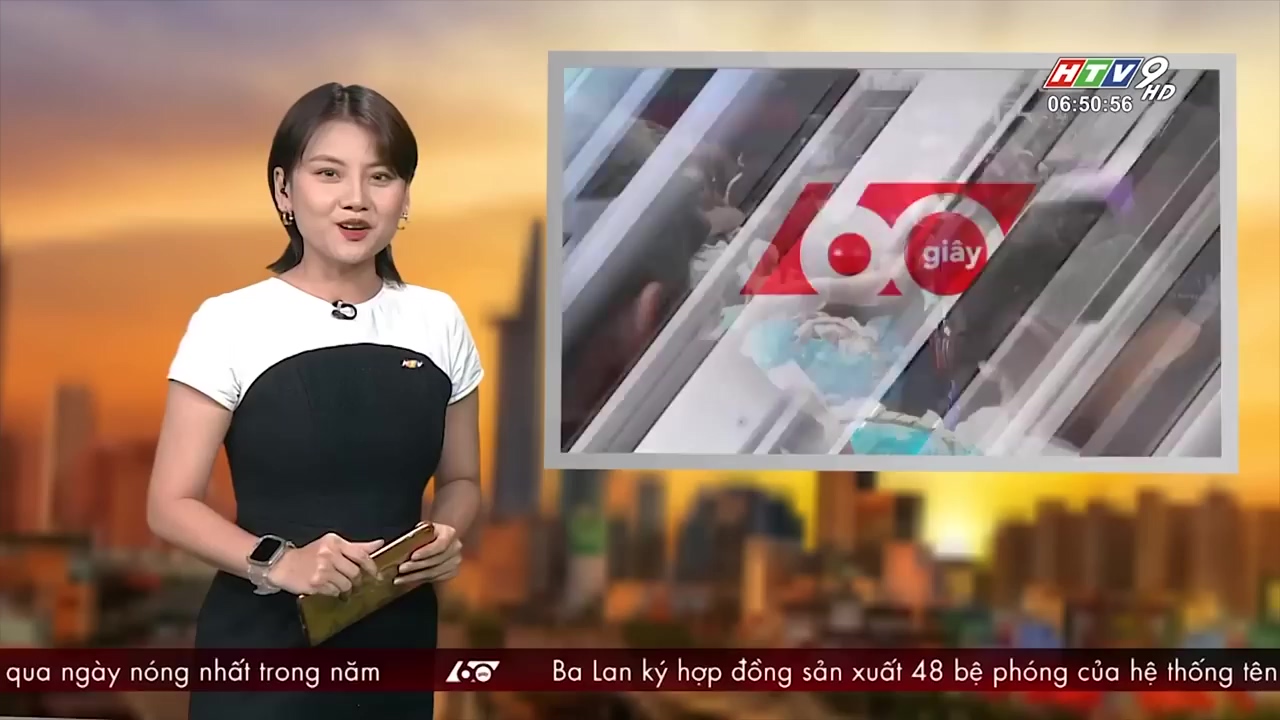 HTV9
HD
06:50:56
60
giây
HTV
qua ngày nóng nhất trong năm
60 giây
Ba Lan ký hợp đồng sản xuất 48 bệ phóng của hệ thống tên